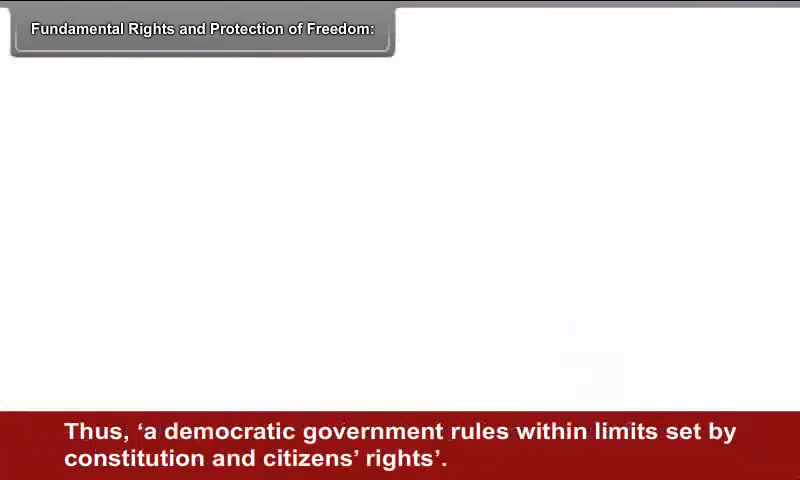 Fundamental Rights and Protection of Freedom:
Thus, ‘a democratic government rules within limits set by
constitution and citizens’ rights’.